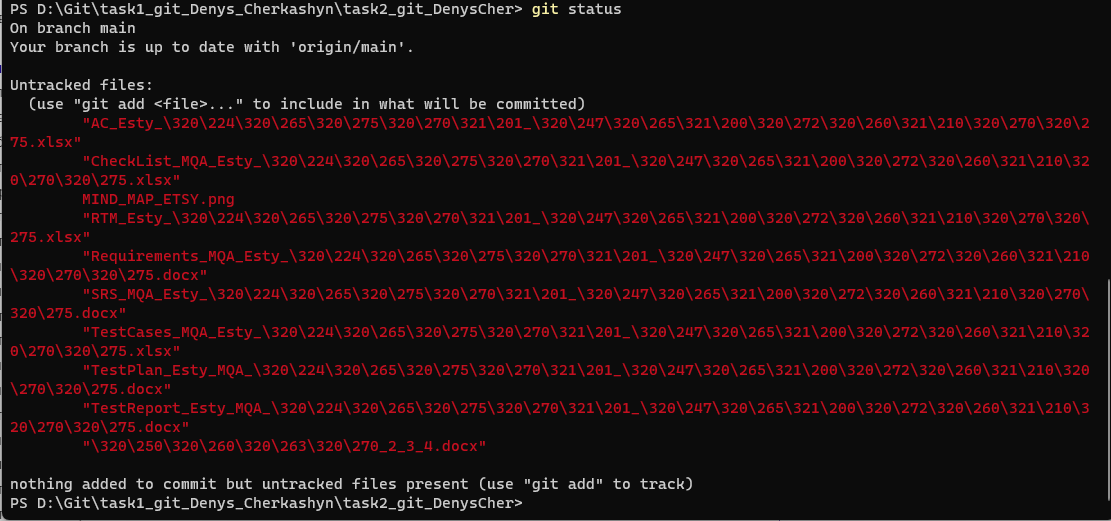 PS D:\Git\task1_git_Denys_Cherkashyn\task2_git_DenysCher> git status
On branch main
Your branch is up to date with 'origin/main'.
Untracked files:
(use "git add <file>..." to include in what will be committed)
"AC_Esty_\320\224\320\265\320\275\320\270\321\201_\320\247\320\265\321\200\320\272\320\260\321\210\320\270\320\2
75.xlsx"
"CheckList_MQA_Esty_\320\224\320\265\320\275\320\270\321\201_\320\247\320\265\321\200\320\272\320\260\321\210\32
0\270\320\275.xlsx"
MIND_MAP_ETSY.png
"RTM_Esty_\320\224\320\265\320\275\320\270\321\201_\320\247\320\265\321\200\320\272\320\260\321\210\320\270\320\
275.xlsx"
"Requirements_MQA_Esty_\320\224\320\265\320\275\320\270\321\201_\320\247\320\265\321\200\320\272\320\260\321\210
\320\270\320\275.docx"
"SRS_MQA_Esty_\320\224\320\265\320\275\320\270\321\201_\320\247\320\265\321\200\320\272\320\260\321\210\320\270\
320\275.docx"
"TestCases_MQA_Esty_\320\224\320\265\320\275\320\270\321\201_\320\247\320\265\321\200\320\272\320\260\321\210\32
0\270\320\275.xlsx"
"TestPlan_Esty_MQA_\320\224\320\265\320\275\320\270\321\201_\320\247\320\265\321\200\320\272\320\260\321\210\320
\270\320\275.docx"
"TestReport_Esty_MQA_\320\224\320\265\320\275\320\270\321\201_\320\247\320\265\321\200\320\272\320\260\321\210\3
20\270\320\275.docx"
"\320\250\320\260\320\263\320\270_2_3_4.docx"
nothing added to commit but untracked files present (use "git add" to track)
PS D:\Git\task1_git_Denys_Cherkashyn\task2_git_DenysCher>